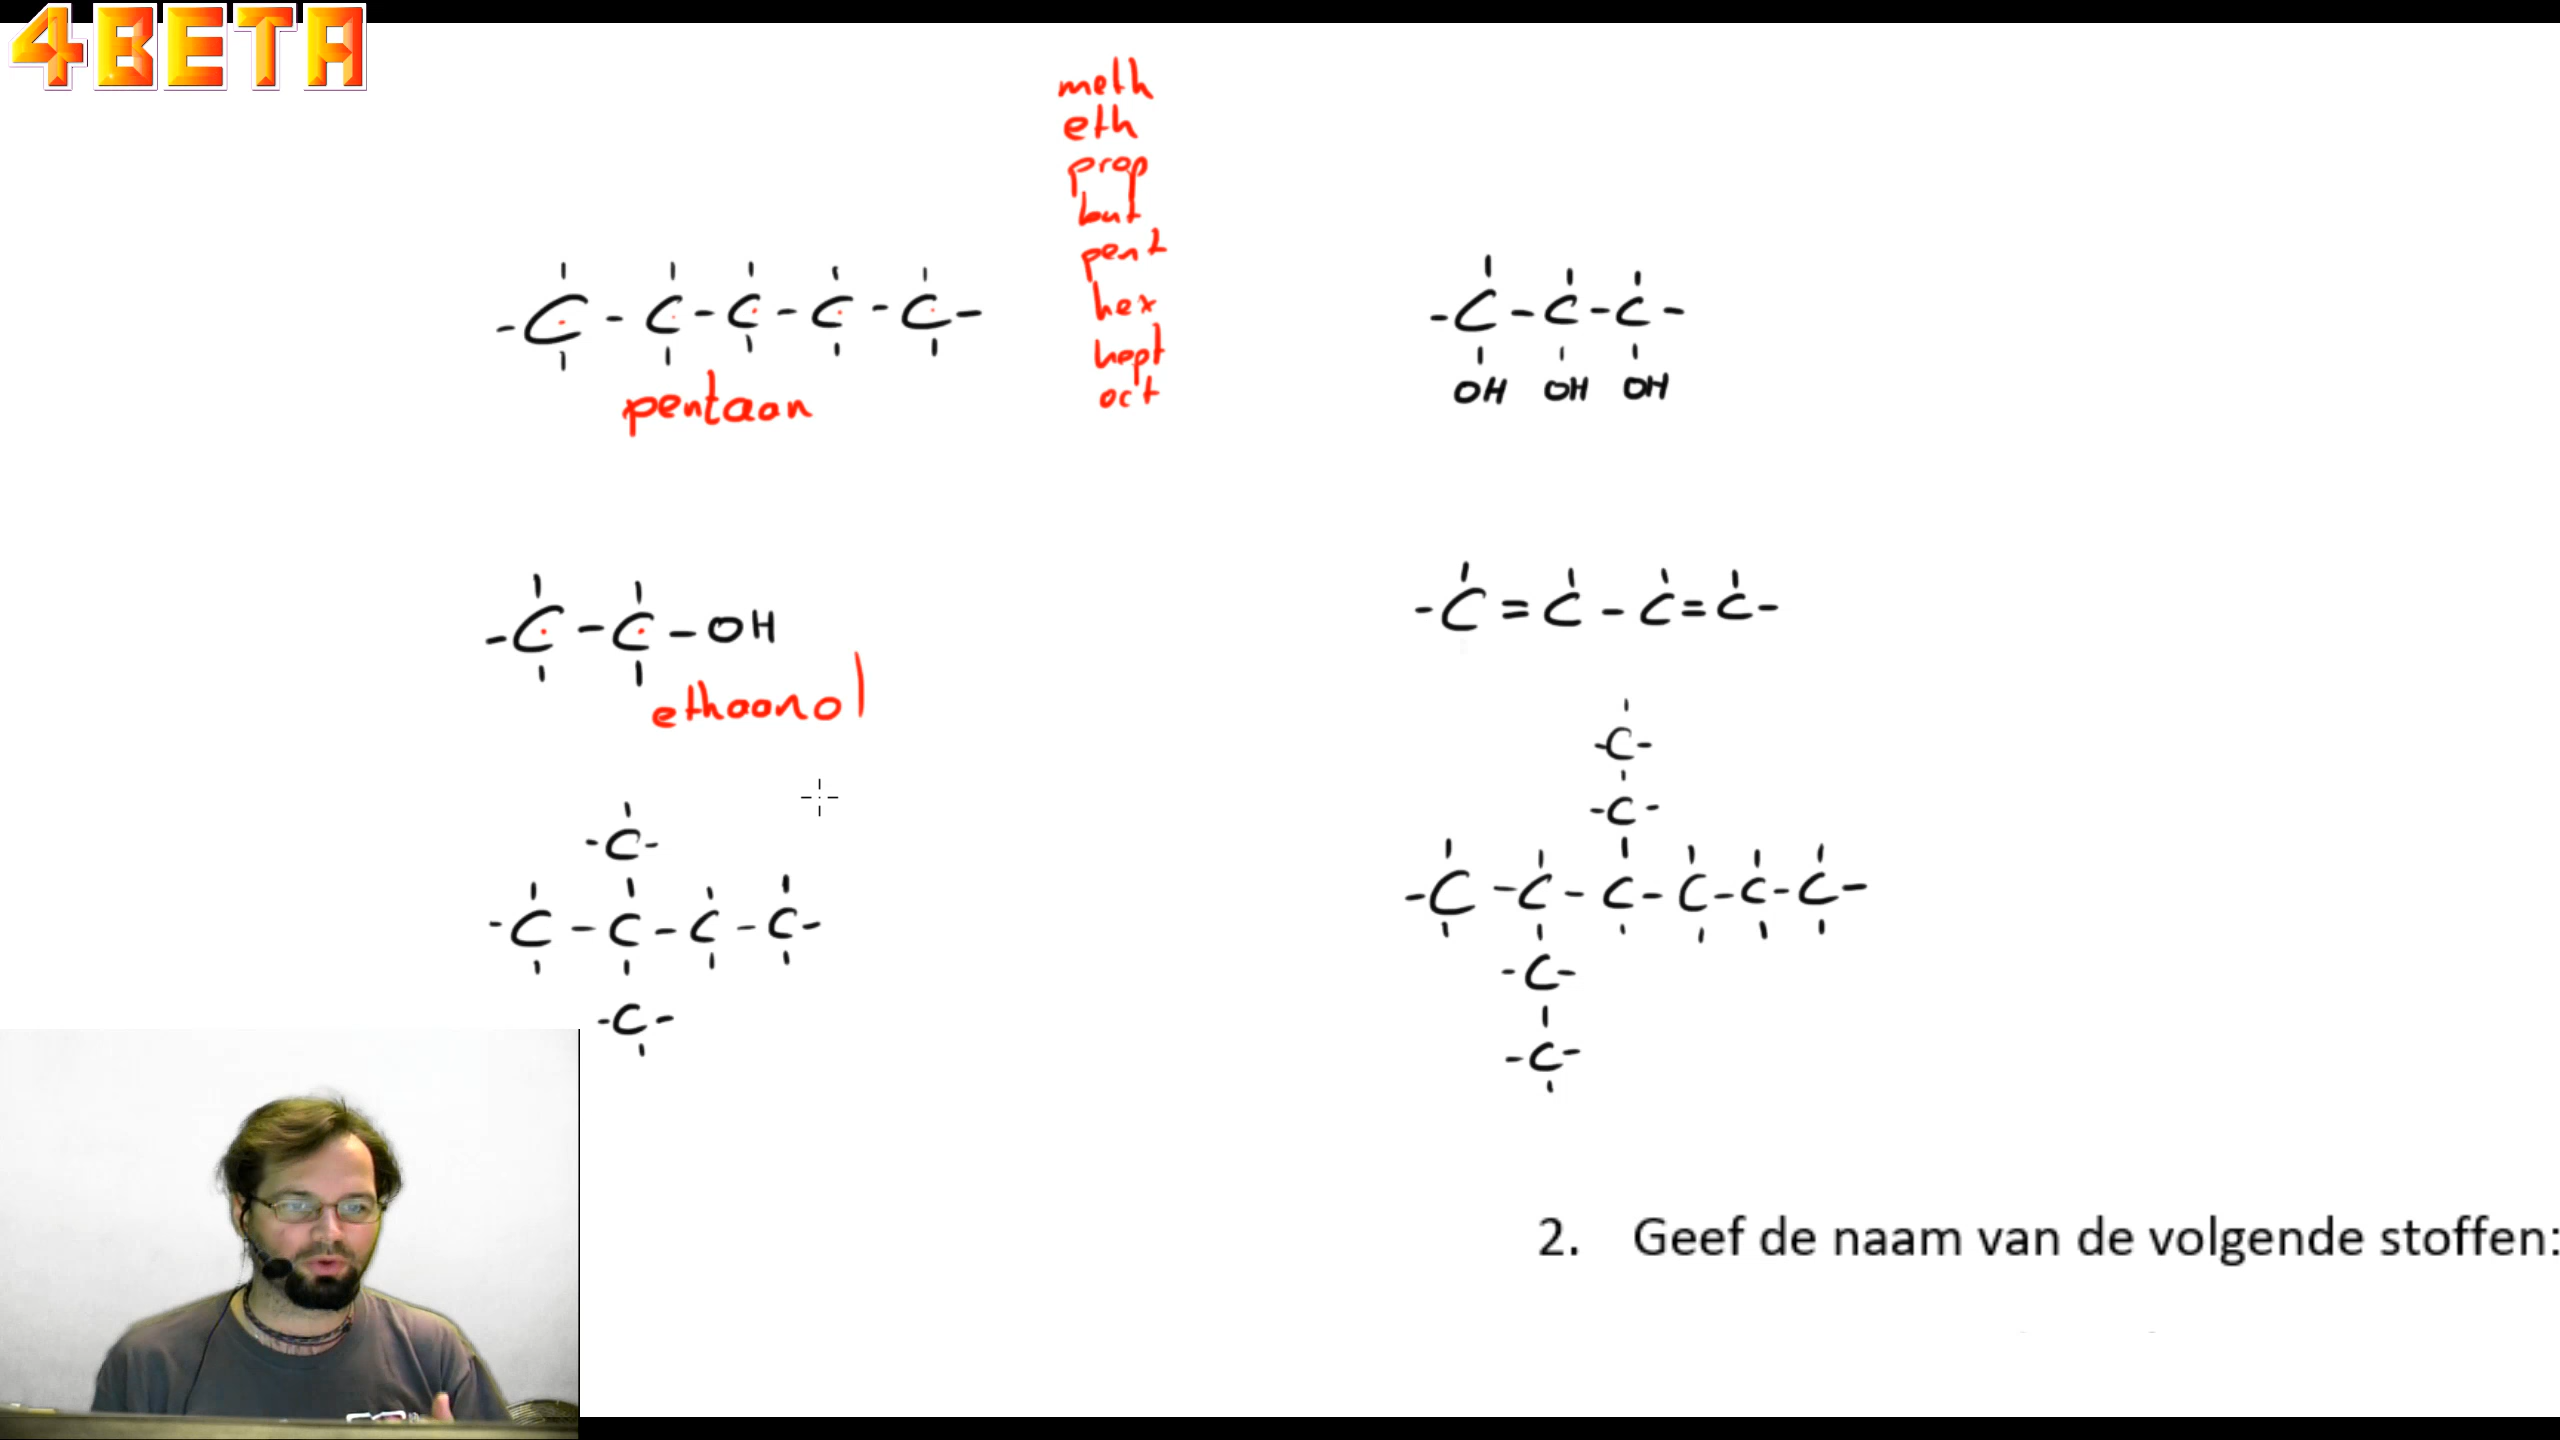 4BETA
meth
eth
prop
but
pent
hex
hept
oct
- C - C - C - C - C -
pentaan
- C - C - C -
OH OH OH
- C - C - OH
ethaanol
- C = C - C = C -
- C -
- C - C - C - C -
- C -
- C -
- C -
- C - C - C - C - C - C -
- C -
- C -
2. Geef de naam van de volgende stoffen: